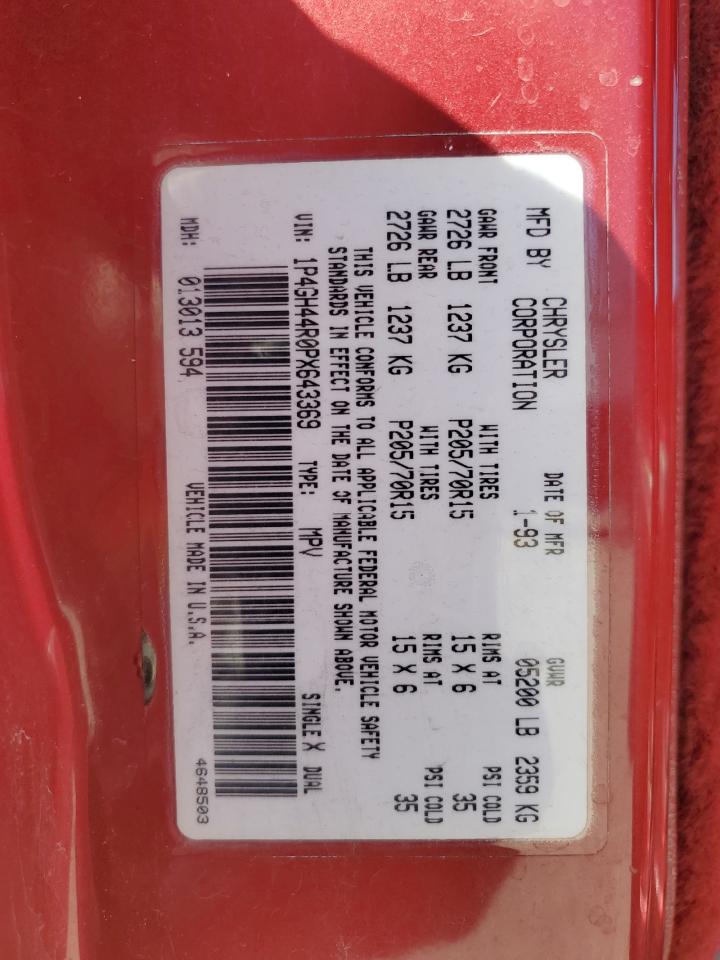 MFD BY CHRYSLER CORPORATION DATE OF MFR 1-93 GVWR 05200 LB 2359 KG
GAWR FRONT WITH TIRES RIMS AT PSI COLD
2726 LB 1237 KG P205/70R15 15 X 6 35
GAWR REAR WITH TIRES RIMS AT PSI COLD
2726 LB 1237 KG P205/70R15 15 X 6 35
THIS VEHICLE CONFORMS TO ALL APPLICABLE FEDERAL MOTOR VEHICLE SAFETY
STANDARDS IN EFFECT ON THE DATE OF MANUFACTURE SHOWN ABOVE.
VIN: 1P4GH44R0PX643369 TYPE: MPV SINGLE X DUAL
MDH: 013013 594 VEHICLE MADE IN U.S.A. 4648503